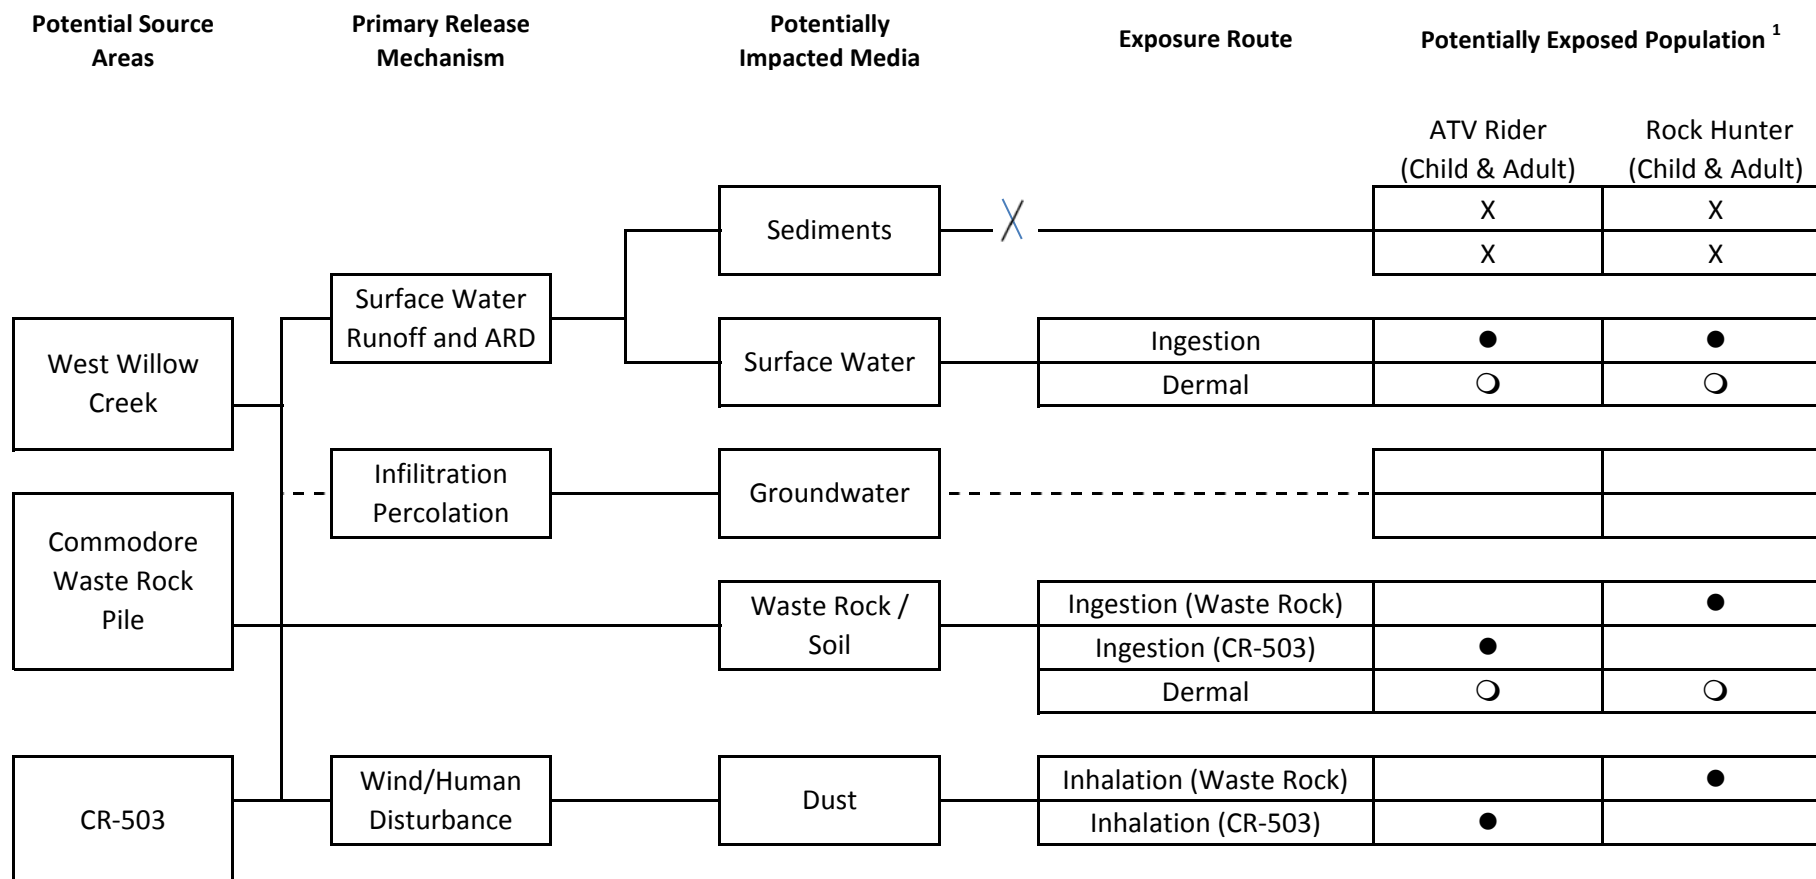 Potential Source
Areas
Primary Release
Mechanism
Potentially
Impacted Media
Exposure Route
Potentially Exposed Population 1
ATV Rider
(Child & Adult)
Rock Hunter
(Child & Adult)
Sediments
X
X
X
X
X
Surface Water
Runoff and ARD
West Willow
Creek
Surface Water
Ingestion
● ●
Dermal
❍ ❍
Infilitration
Percolation
Groundwater
Commodore
Waste Rock
Pile
Waste Rock /
Soil
Ingestion (Waste Rock)
●
Ingestion (CR-503)
●
Dermal
❍ ❍
CR-503
Wind/Human
Disturbance
Dust
Inhalation (Waste Rock)
●
Inhalation (CR-503)
●